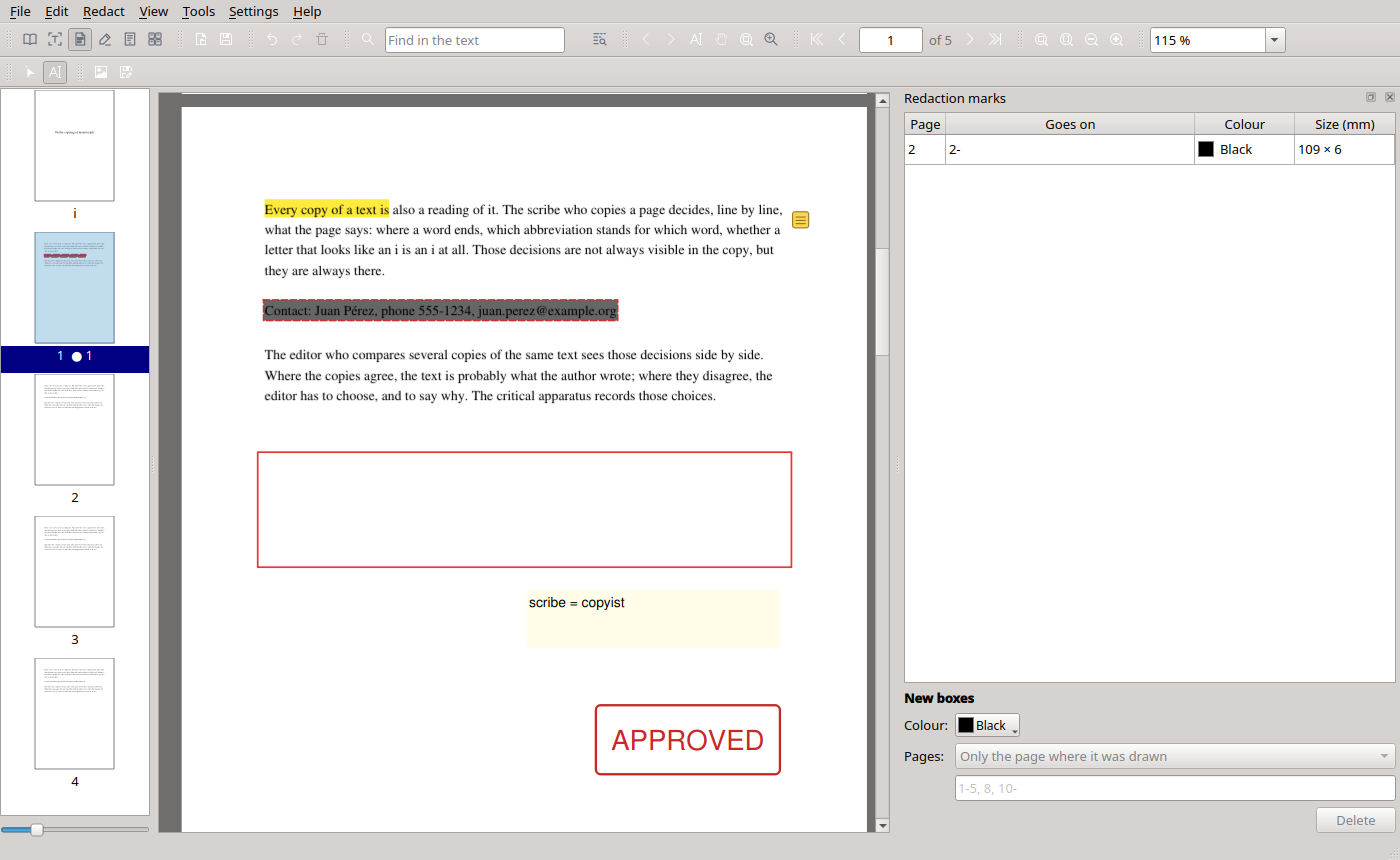 File Edit Redact View Tools Settings Help
Find in the text
1 of 5
115 %
i
1 ● 1
2
3
4
Every copy of a text is also a reading of it. The scribe who copies a page decides, line by line,
what the page says: where a word ends, which abbreviation stands for which word, whether a
letter that looks like an i is an i at all. Those decisions are not always visible in the copy, but
they are always there.
Contact: Juan Pérez, phone 555-1234, juan.perez@example.org
The editor who compares several copies of the same text sees those decisions side by side.
Where the copies agree, the text is probably what the author wrote; where they disagree, the
editor has to choose, and to say why. The critical apparatus records those choices.
scribe = copyist
APPROVED
Redaction marks
Page Goes on Colour Size (mm)
2 2- Black 109 × 6
New boxes
Colour: Black
Pages: Only the page where it was drawn
1-5, 8, 10-
Delete